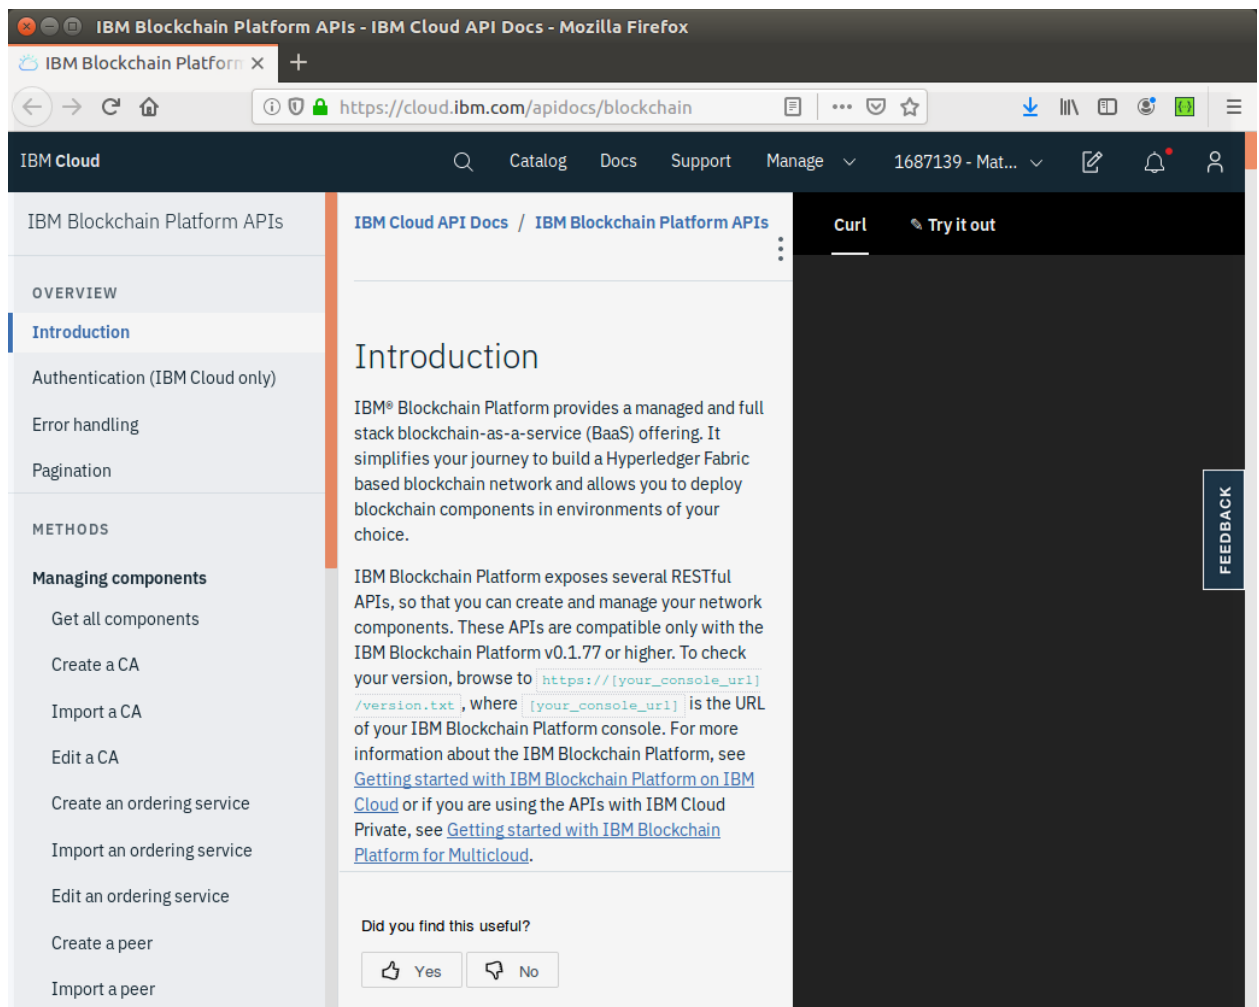 IBM Blockchain Platform APIs - IBM Cloud API Docs - Mozilla Firefox
IBM Blockchain Platform
https://cloud.ibm.com/apidocs/blockchain
IBM Cloud
Catalog
Docs
Support
Manage
1687139 - Mat...
IBM Blockchain Platform APIs
OVERVIEW
Introduction
Authentication (IBM Cloud only)
Error handling
Pagination
METHODS
Managing components
Get all components
Create a CA
Import a CA
Edit a CA
Create an ordering service
Import an ordering service
Edit an ordering service
Create a peer
Import a peer
IBM Cloud API Docs / IBM Blockchain Platform APIs
Introduction
IBM® Blockchain Platform provides a managed and full
stack blockchain-as-a-service (BaaS) offering. It
simplifies your journey to build a Hyperledger Fabric
based blockchain network and allows you to deploy
blockchain components in environments of your
choice.
IBM Blockchain Platform exposes several RESTful
APIs, so that you can create and manage your network
components. These APIs are compatible only with the
IBM Blockchain Platform v0.1.77 or higher. To check
your version, browse to https://[your_console_url]
/version.txt , where [your_console_url] is the URL
of your IBM Blockchain Platform console. For more
information about the IBM Blockchain Platform, see
Getting started with IBM Blockchain Platform on IBM
Cloud or if you are using the APIs with IBM Cloud
Private, see Getting started with IBM Blockchain
Platform for Multicloud.
Did you find this useful?
Yes
No
Curl
Try it out
FEEDBACK